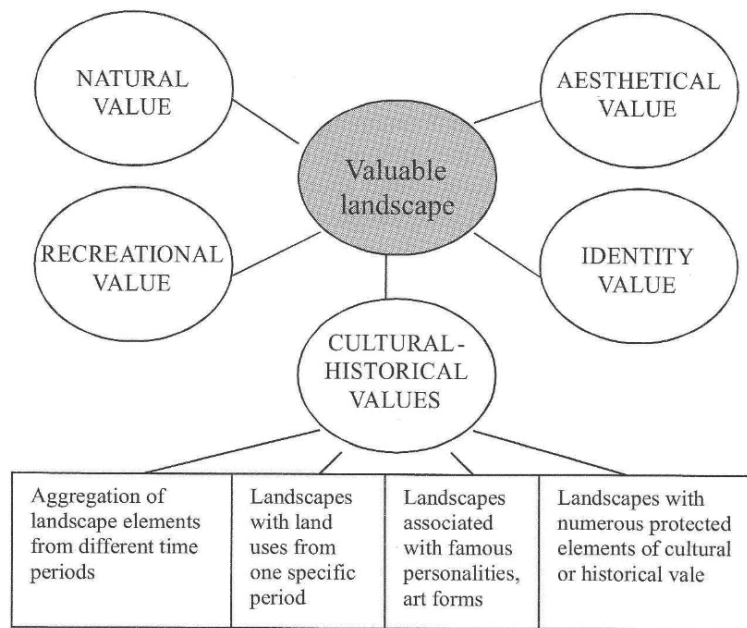 NATURAL
VALUE
AESTHETICAL
VALUE
Valuable
landscape
RECREATIONAL
VALUE
IDENTITY
VALUE
CULTURAL-
HISTORICAL
VALUES
Aggregation of
landscape elements
from different time
periods
Landscapes
with land
uses from
one specific
period
Landscapes
associated
with famous
personalities,
art forms
Landscapes with
numerous protected
elements of cultural
or historical vale